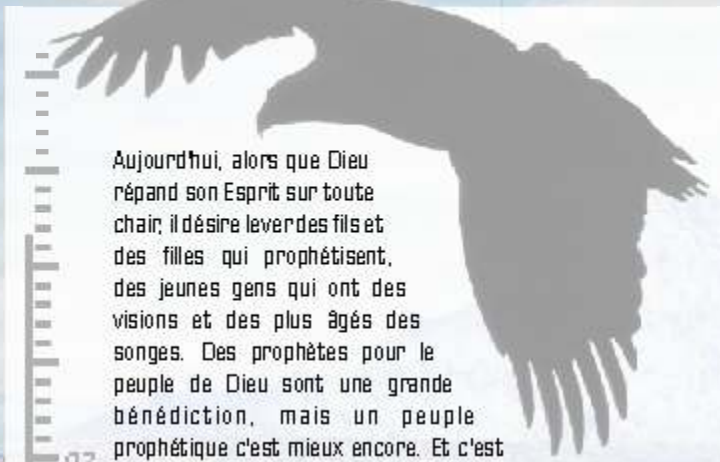 Aujourd'hui, alors que Dieu
répand son Esprit sur toute
chair, il désire lever des fils et
des filles qui prophétisent,
des jeunes gens qui ont des
visions et des plus âgés des
songes. Des prophètes pour le
peuple de Dieu sont une grande
bénédiction, mais un peuple
prophétique c'est mieux encore. Et c'est